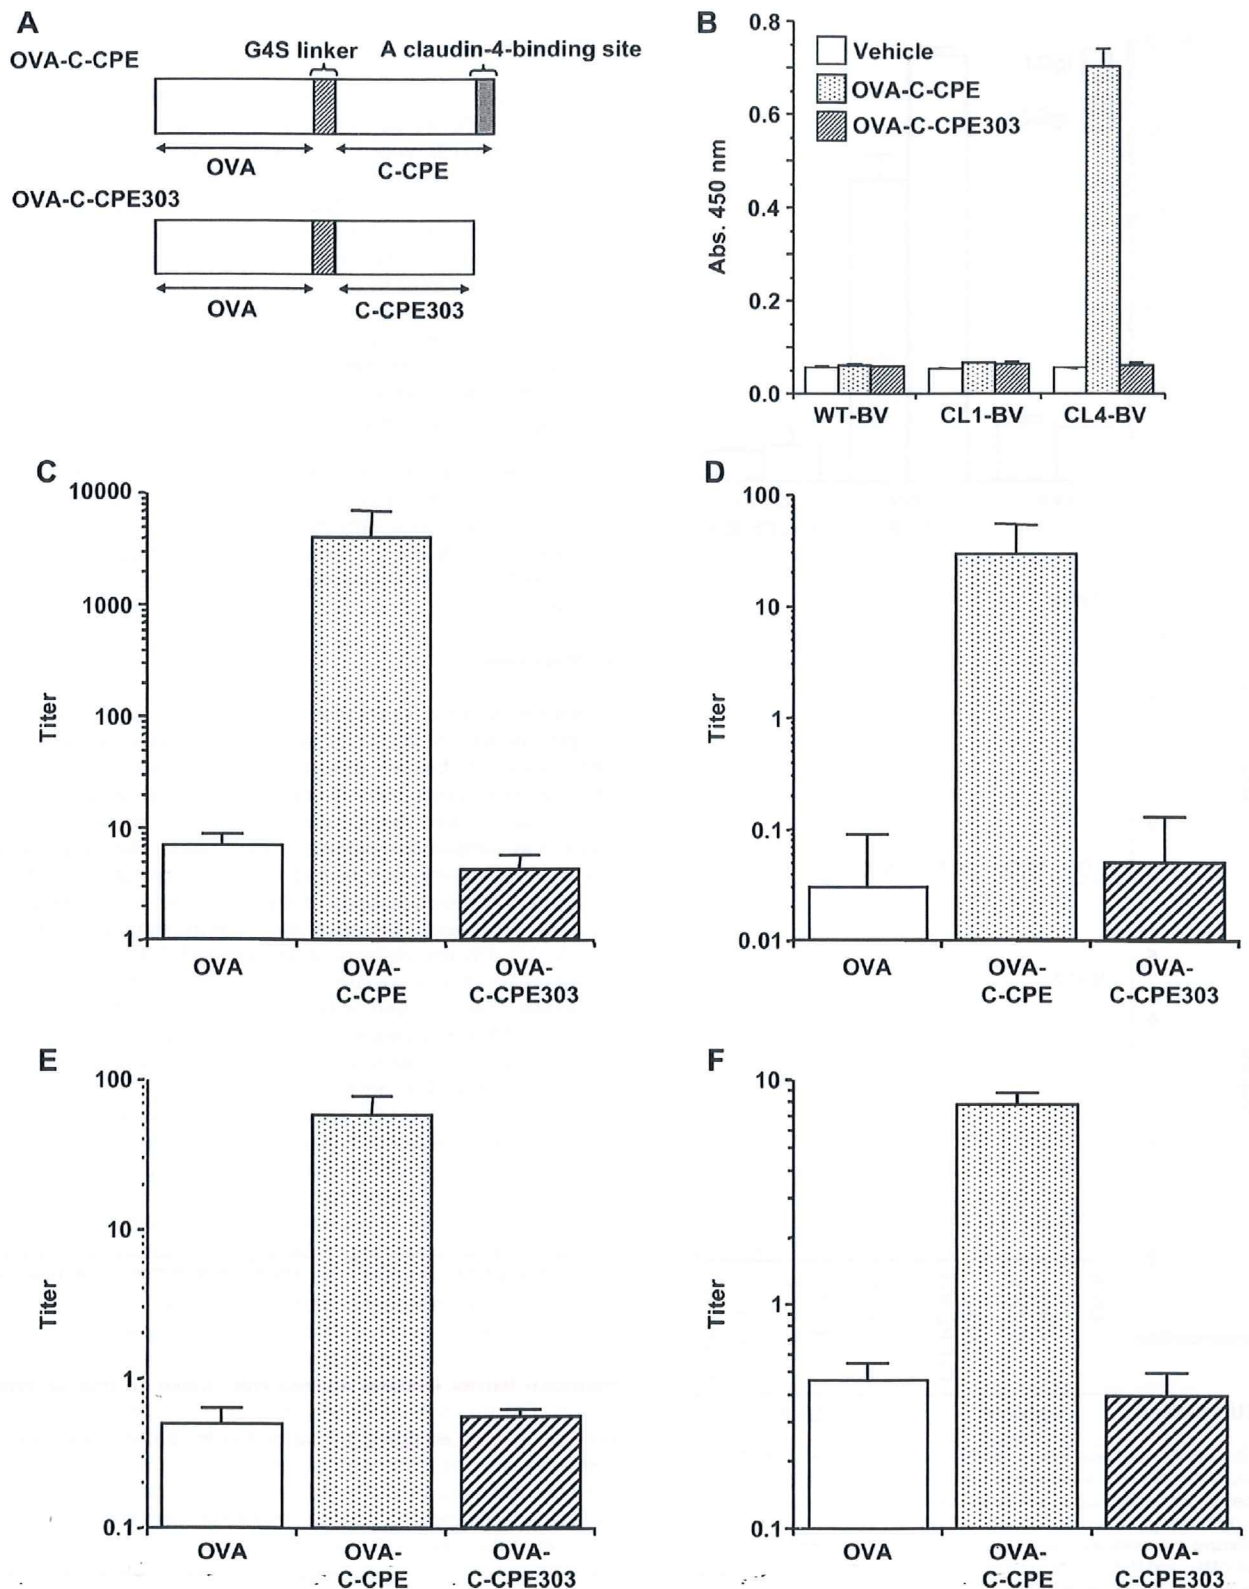 A
OVA-C-CPE
G4S linker
A claudin-4-binding site
OVA
C-CPE
OVA-C-CPE303
OVA
C-CPE303
B
Abs. 450 nm
0.8
0.6
0.4
0.2
0.0
Vehicle
OVA-C-CPE
OVA-C-CPE303
WT-BV
CL1-BV
CL4-BV
C
Titer
10000
1000
100
10
1
OVA
OVA-
C-CPE
OVA-
C-CPE303
D
Titer
100
10
1
0.1
0.01
OVA
OVA-
C-CPE
OVA-
C-CPE303
E
Titer
100
10
1
0.1
OVA
OVA-
C-CPE
OVA-
C-CPE303
F
Titer
10
1
0.1
OVA
OVA-
C-CPE
OVA-
C-CPE303